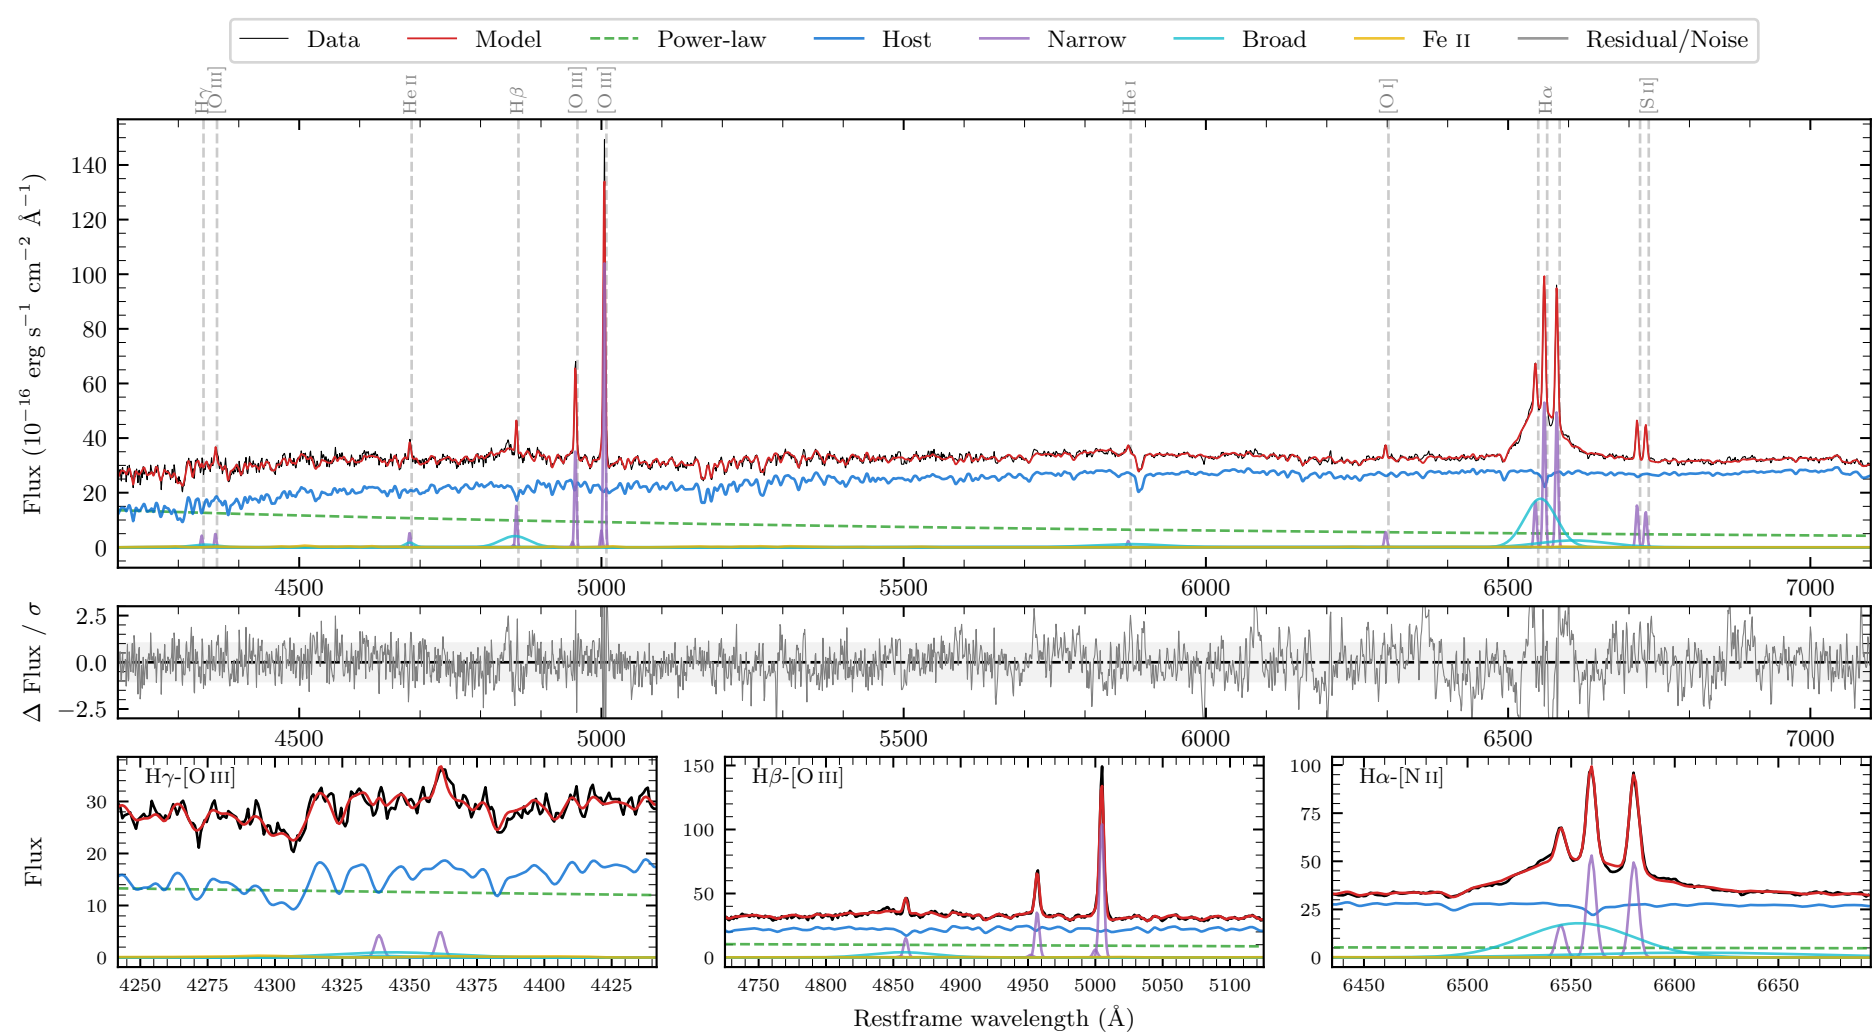 Data Model Power-law Host Narrow Broad Fe II Residual/Noise
Hγ [O III] He II Hβ [O III] [O III] He I [O I] Hα [S II]
Flux (10⁻¹⁶ erg s⁻¹ cm⁻² Å⁻¹)
140
120
100
80
60
40
20
0
4500 5000 5500 6000 6500 7000
Δ Flux / σ
2.5
0.0
−2.5
4500 5000 5500 6000 6500 7000
Flux
Hγ-[O III]
30
20
10
0
4250 4275 4300 4325 4350 4375 4400 4425
Hβ-[O III]
150
100
50
0
4750 4800 4850 4900 4950 5000 5050 5100
Hα-[N II]
100
75
50
25
0
6450 6500 6550 6600 6650
Restframe wavelength (Å)